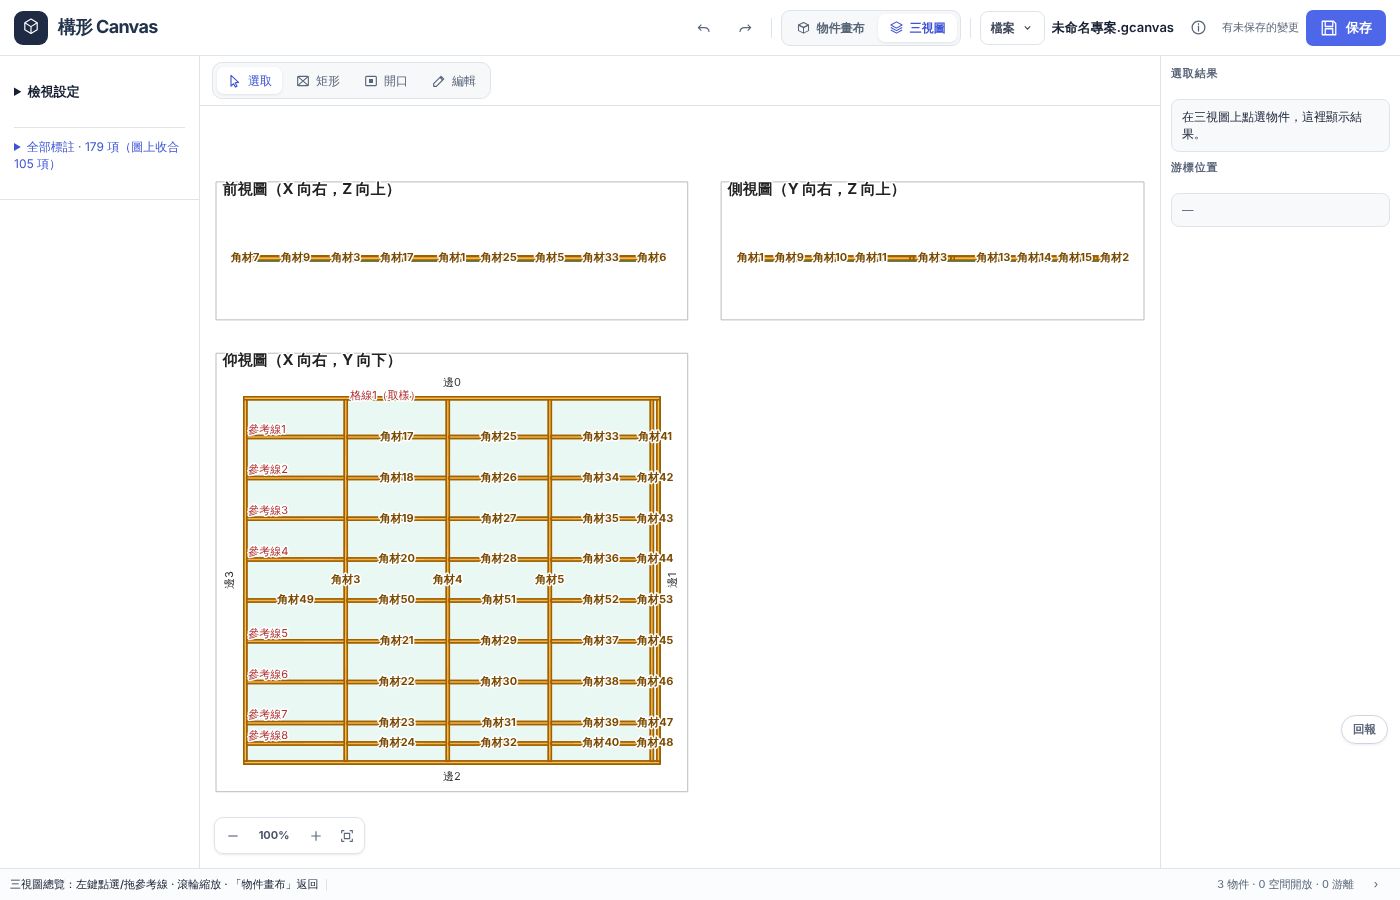 構形 Canvas
物件畫布
三視圖
檔案
未命名專案.gcanvas
有未保存的變更
保存
檢視設定
全部標註 · 179 項（圖上收合
105 項）
選取
矩形
開口
編輯
選取結果
在三視圖上點選物件，這裡顯示結
果。
游標位置
—
前視圖（X 向右，Z 向上）
角材7 角材9 角材3 角材17 角材1 角材25 角材5 角材33 角材6
側視圖（Y 向右，Z 向上）
角材1 角材9 角材10 角材11 角材3 角材13 角材14 角材15 角材2
仰視圖（X 向右，Y 向下）
邊0
格線1（取樣）
參考線1
角材17 角材25 角材33 角材41
參考線2
角材18 角材26 角材34 角材42
參考線3
角材19 角材27 角材35 角材43
參考線4
角材20 角材28 角材36 角材44
邊3
角材3 角材4 角材5
邊1
角材49 角材50 角材51 角材52 角材53
參考線5
角材21 角材29 角材37 角材45
參考線6
角材22 角材30 角材38 角材46
參考線7
角材23 角材31 角材39 角材47
參考線8
角材24 角材32 角材40 角材48
邊2
回報
100%
三視圖總覽：左鍵點選/拖參考線 · 滾輪縮放 · 「物件畫布」返回
3 物件 · 0 空間開放 · 0 游離